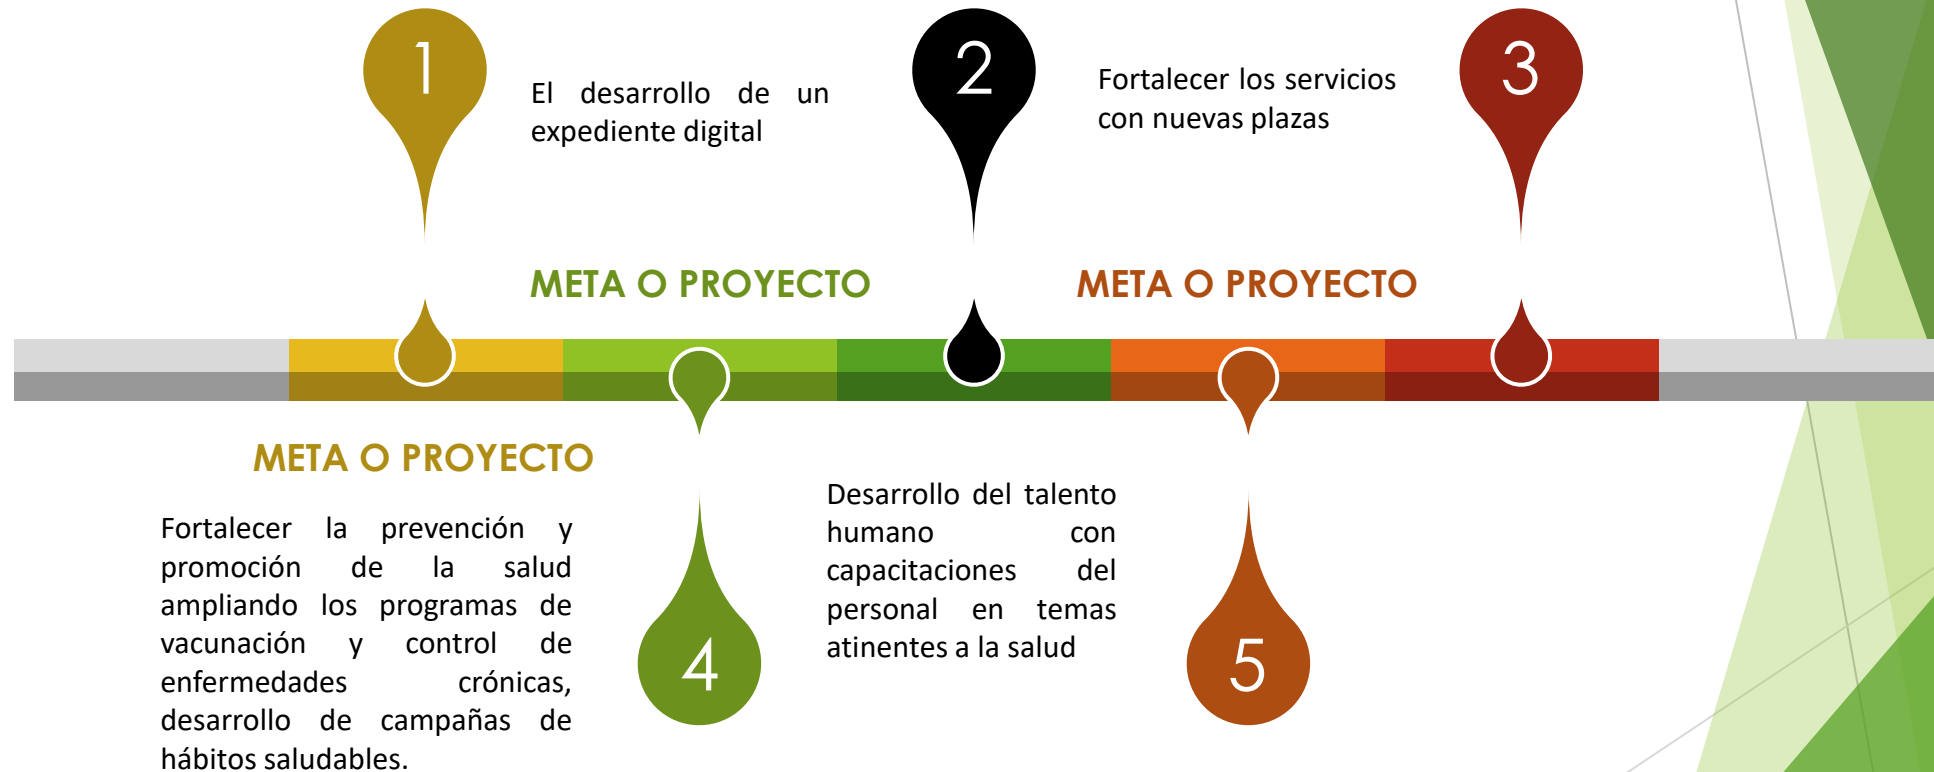 1
El desarrollo de un
expediente digital
2
Fortalecer los servicios
con nuevas plazas
3
META O PROYECTO
META O PROYECTO
META O PROYECTO
Fortalecer la prevención y
promoción de la salud
ampliando los programas de
vacunación y control de
enfermedades crónicas,
desarrollo de campañas de
hábitos saludables.
4
Desarrollo del talento
humano con
capacitaciones del
personal en temas
atinentes a la salud
5